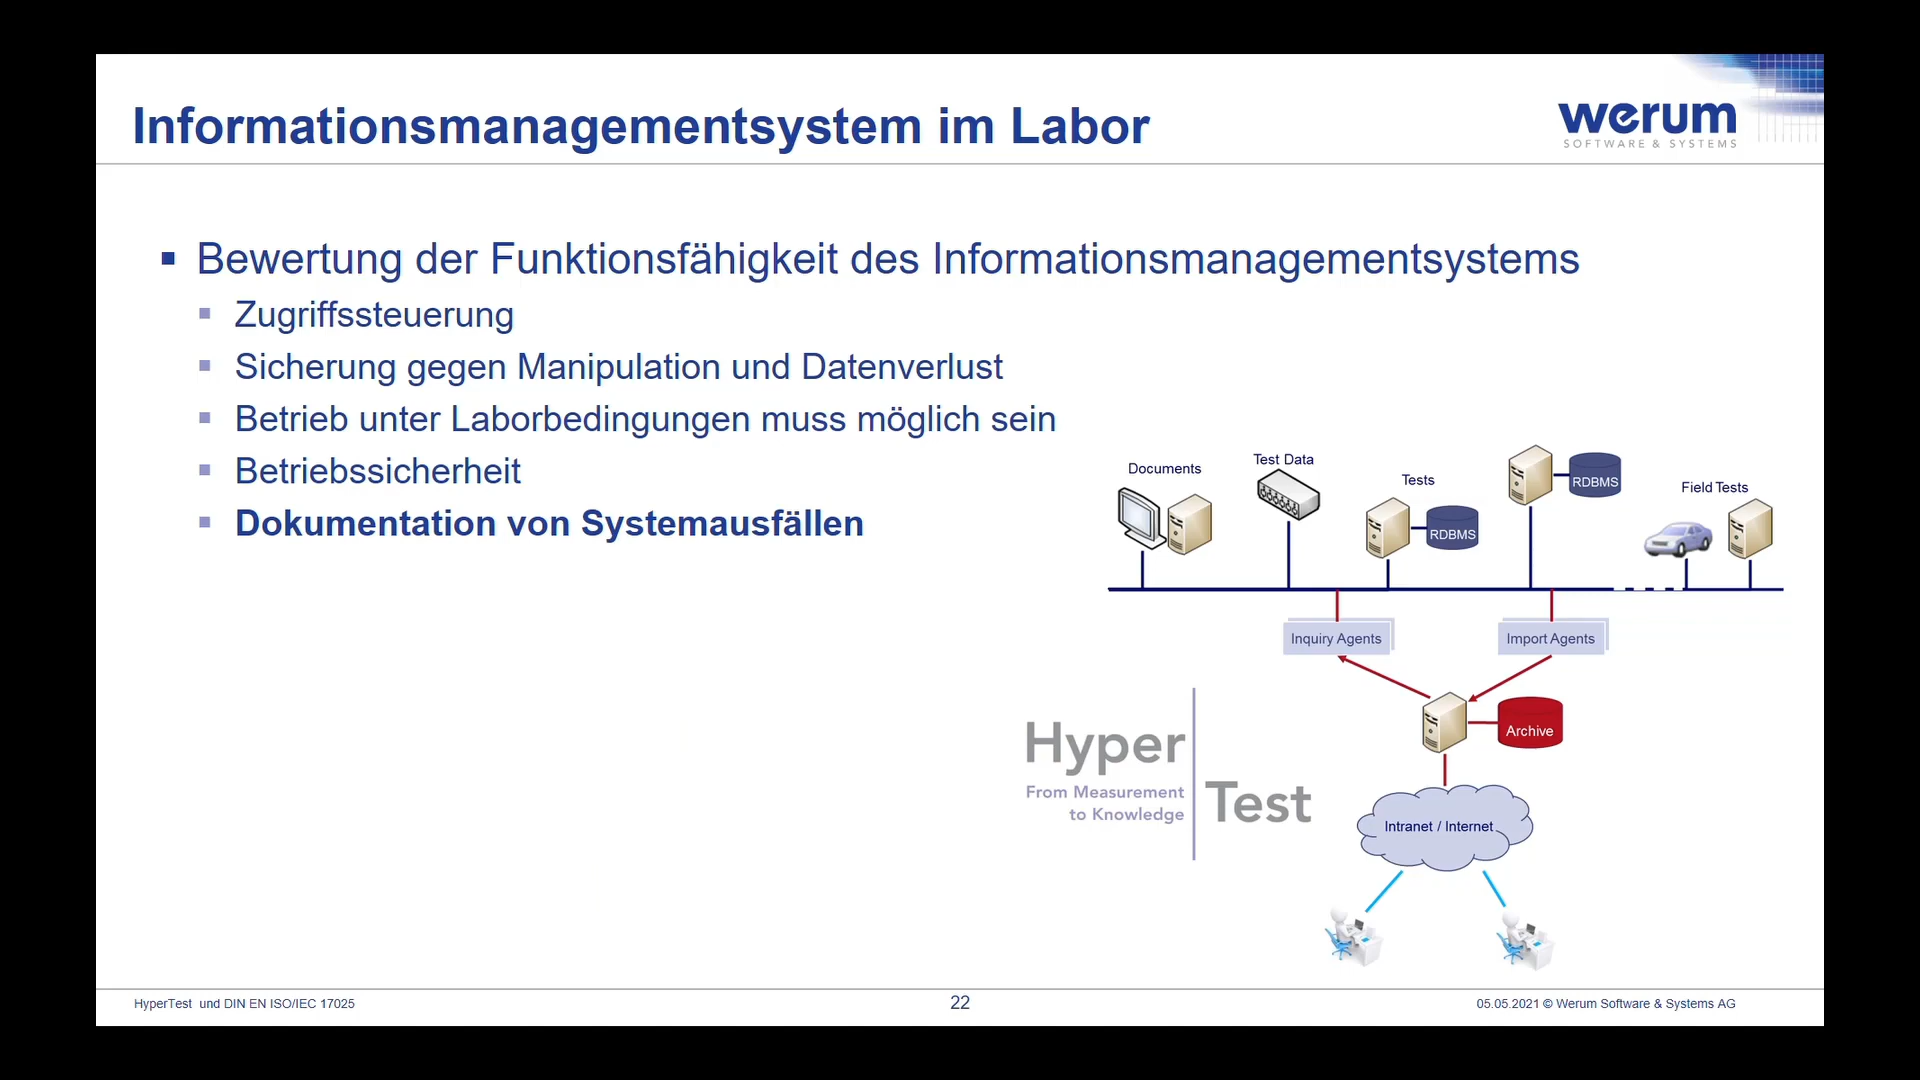 Informationsmanagementsystem im Labor
werum
SOFTWARE & SYSTEMS
Bewertung der Funktionsfähigkeit des Informationsmanagementsystems
Zugriffssteuerung
Sicherung gegen Manipulation und Datenverlust
Betrieb unter Laborbedingungen muss möglich sein
Betriebssicherheit
Dokumentation von Systemausfällen
Documents
Test Data
Tests
RDBMS
RDBMS
Field Tests
Inquiry Agents
Import Agents
Archive
Intranet / Internet
Hyper
From Measurement
to Knowledge
Test
HyperTest und DIN EN ISO/IEC 17025
22
05.05.2021 © Werum Software & Systems AG